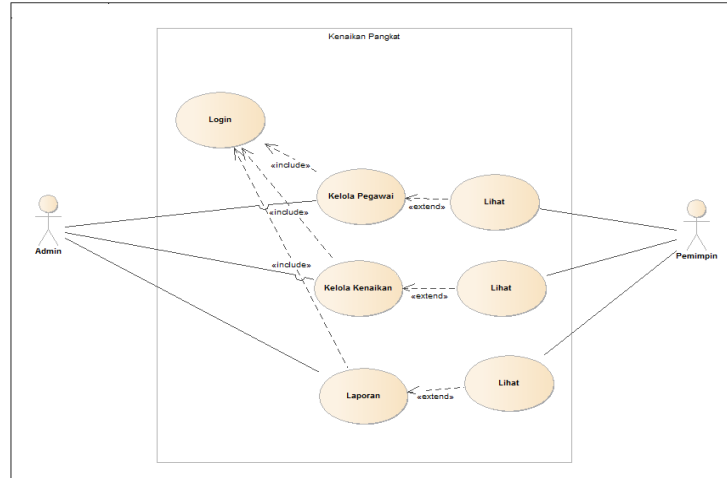 Kenaikan Pangkat
Login
«include»
Kelola Pegawai
«extend»
Lihat
«include»
Admin
Pemimpin
«include»
Kelola Kenaikan
«extend»
Lihat
Laporan
«extend»
Lihat